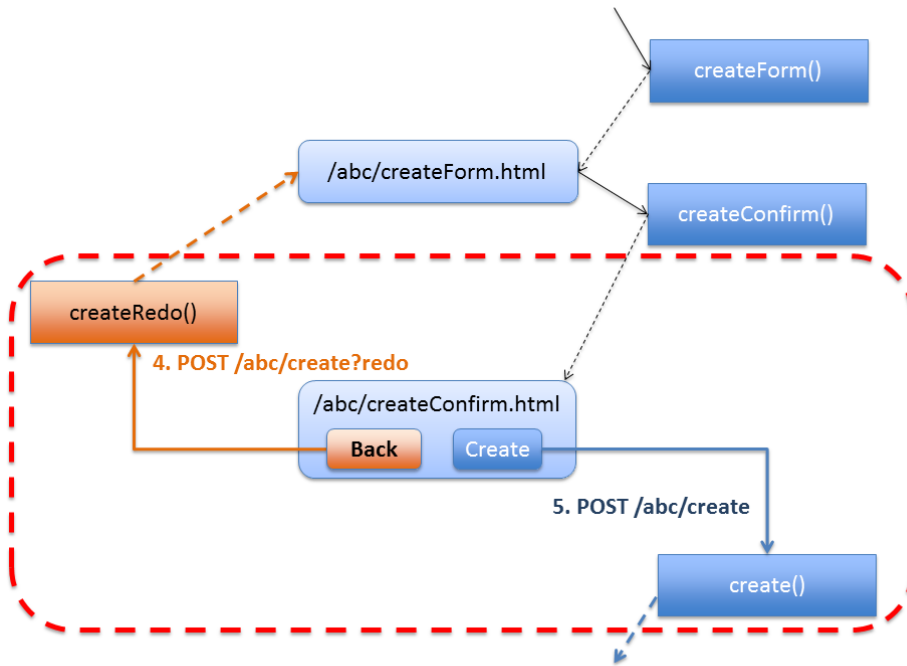 createForm()
/abc/createForm.html
createConfirm()
createRedo()
4. POST /abc/create?redo
/abc/createConfirm.html
Back
Create
5. POST /abc/create
create()